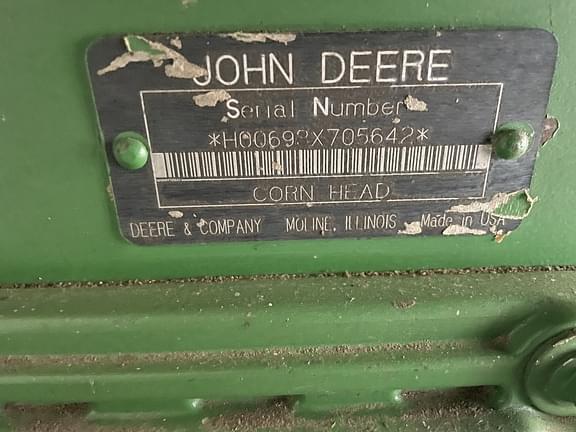 JOHN DEERE
Serial Number
*H00693X705642*
CORN HEAD
DEERE & COMPANY MOLINE, ILLINOIS Made in USA